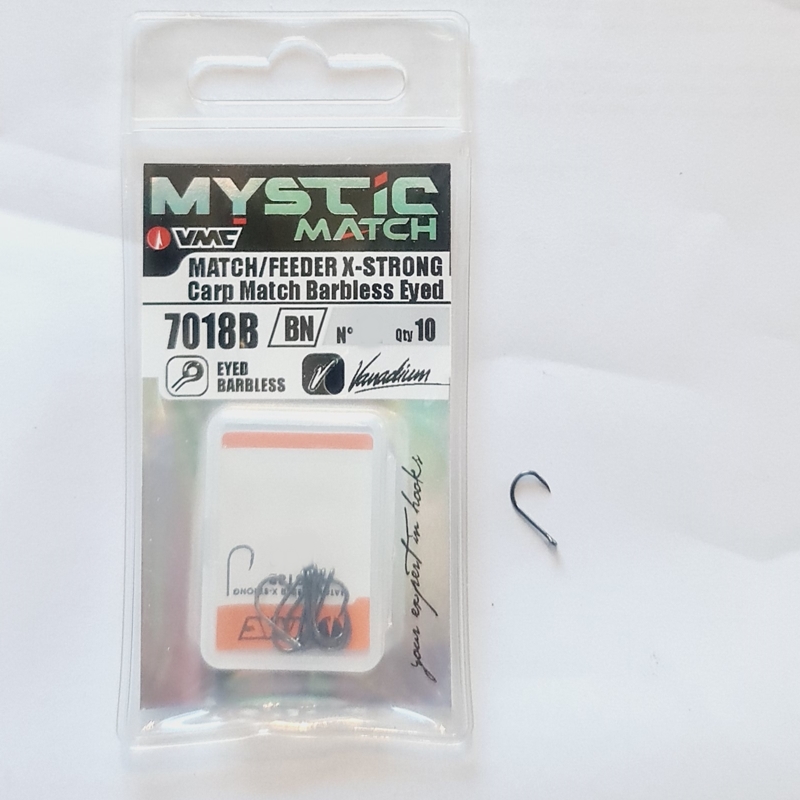 MYSTIC
MATCH
VMC
MATCH/FEEDER X-STRONG
Carp Match Barbless Eyed
7018B BN N° Qty 10
EYED
BARBLESS
Vanadium
your expert in hooks